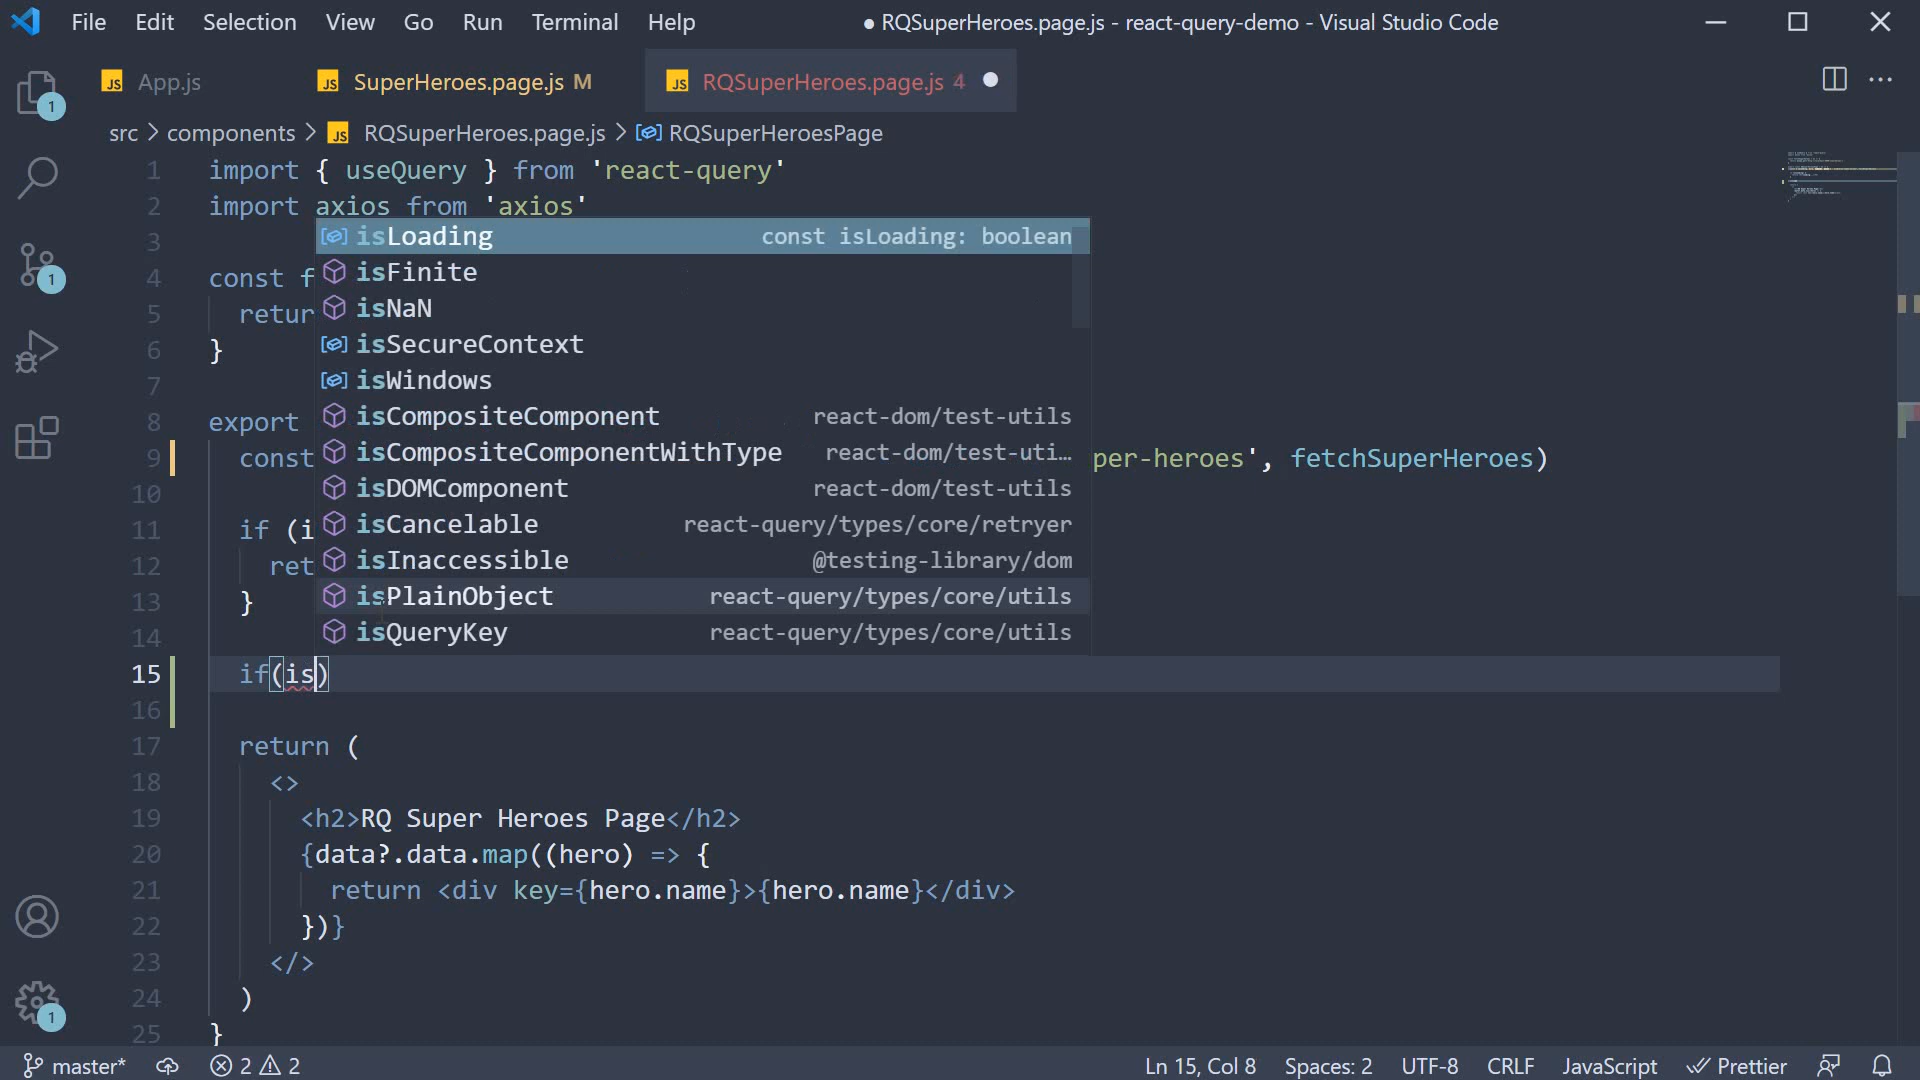 File Edit Selection View Go Run Terminal Help ● RQSuperHeroes.page.js - react-query-demo - Visual Studio Code
JS App.js JS SuperHeroes.page.js M JS RQSuperHeroes.page.js 4
src > components > JS RQSuperHeroes.page.js > RQSuperHeroesPage
1 import { useQuery } from 'react-query'
2 import axios from 'axios'
3
4 const f
5 retur
6 }
7
8 export
9 const per-heroes', fetchSuperHeroes)
10
11 if (i
12 ret
13 }
14
isLoading const isLoading: boolean
isFinite
isNaN
isSecureContext
isWindows
isCompositeComponent react-dom/test-utils
isCompositeComponentWithType react-dom/test-uti…
isDOMComponent react-dom/test-utils
isCancelable react-query/types/core/retryer
isInaccessible @testing-library/dom
isPlainObject react-query/types/core/utils
isQueryKey react-query/types/core/utils
15 if(is)
16
17 return (
18 <>
19 <h2>RQ Super Heroes Page</h2>
20 {data?.data.map((hero) => {
21 return <div key={hero.name}>{hero.name}</div>
22 })}
23 </>
24 )
25 }
1
1
1
master* 2 2 Ln 15, Col 8 Spaces: 2 UTF-8 CRLF JavaScript Prettier